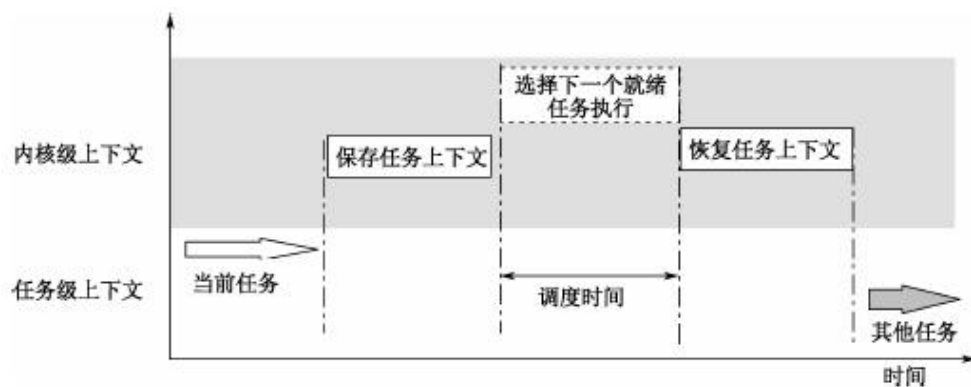 选择下一个就绪
任务执行
内核级上下文
保存任务上下文
恢复任务上下文
当前任务
任务级上下文
调度时间
其他任务
时间